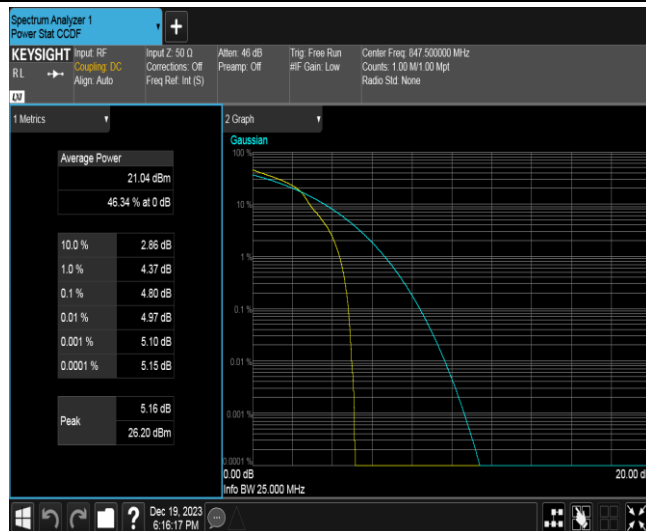 Spectrum Analyzer 1
Power Stat CCDF
+
KEYSIGHT
RL
LXI
Input: RF
Coupling: DC
Align: Auto
Input Z: 50 Ω
Corrections: Off
Freq Ref: Int (S)
Atten: 46 dB
Preamp: Off
Trig: Free Run
#IF Gain: Low
Center Freq: 847.500000 MHz
Counts: 1.00 M/1.00 Mpt
Radio Std: None
1 Metrics
Average Power
21.04 dBm
46.34 % at 0 dB
10.0 % 2.86 dB
1.0 % 4.37 dB
0.1 % 4.80 dB
0.01 % 4.97 dB
0.001 % 5.10 dB
0.0001 % 5.15 dB
Peak
5.16 dB
26.20 dBm
2 Graph
Gaussian
100 %
10 %
1 %
0.1 %
0.01 %
0.001 %
0.0001 %
0.00 dB
20.00 d
Info BW 25.000 MHz
?
Dec 19, 2023
6:16:17 PM